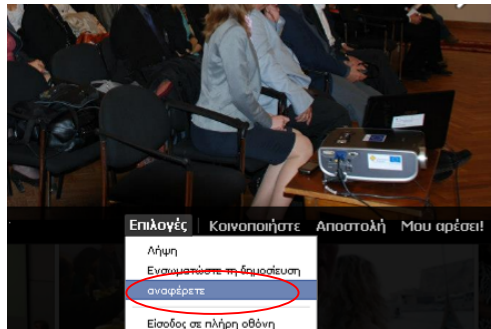 Επιλογές Κοινοποιήστε Αποστολή Μου αρέσει!
Λήψη
Ενσωματώστε τη δημοσίευση
αναφέρετε
Είσοδος σε πλήρη οθόνη